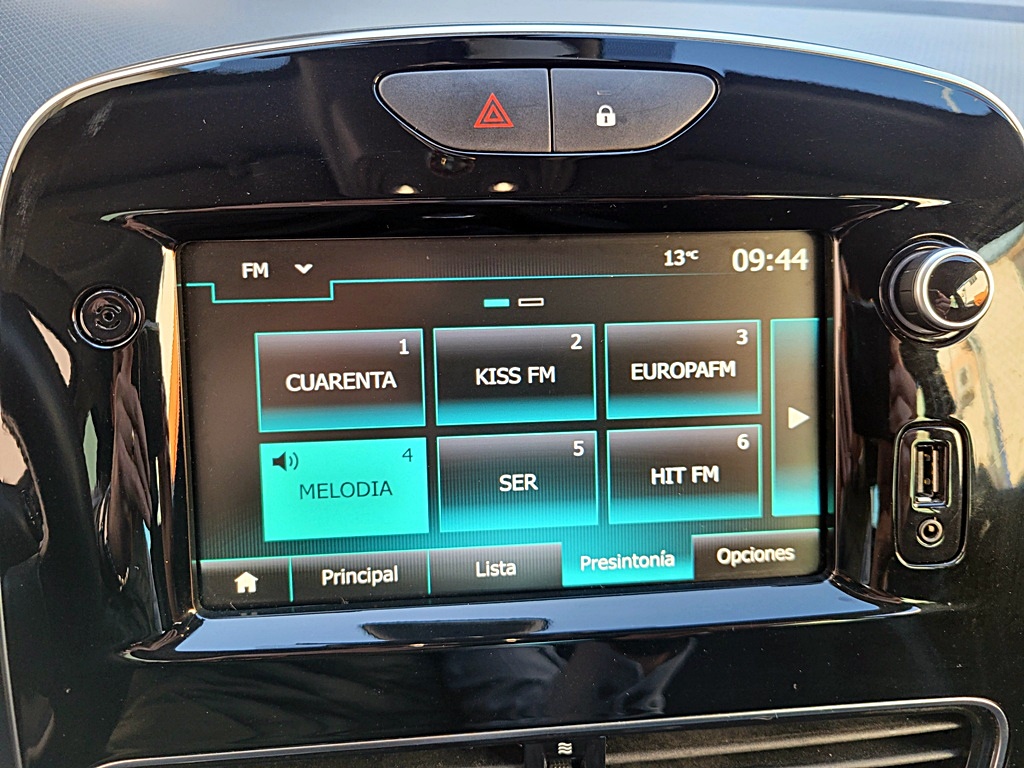 FM
13°C
09:44
1
CUARENTA
2
KISS FM
3
EUROPAFM
4
MELODIA
5
SER
6
HIT FM
Principal
Lista
Presintonía
Opciones